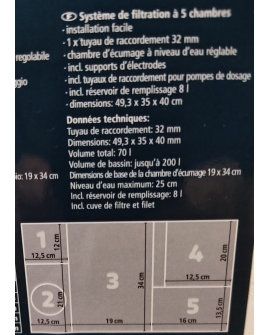 F Système de filtration à 5 chambres
- installation facile
- 1 x tuyau de raccordement 32 mm
regolabile
- chambre d'écumage à niveau d'eau réglable
- incl. supports d'électrodes
ggio
- incl. tuyaux de raccordement pour pompes de dosage
- incl. réservoir de remplissage 8 l
- dimensions: 49,3 x 35 x 40 cm
Données techniques:
Tuyau de raccordement: 32 mm
Dimensions: 49,3 x 35 x 40 mm
Volume total: 70 l
Volume de bassin: jusqu'à 200 l
io: 19 x 34 cm
Dimensions de base de la chambre d'écumage 19 x 34 cm
Niveau d'eau maximum: 25 cm
Incl. réservoir de remplissage: 8 l
Incl. cuve de filtre et filet
1
12 cm
12,5 cm
2
21 cm
12,5 cm
3
34 cm
19 cm
4
20 cm
12,5 cm
5
13,5cm
16 cm